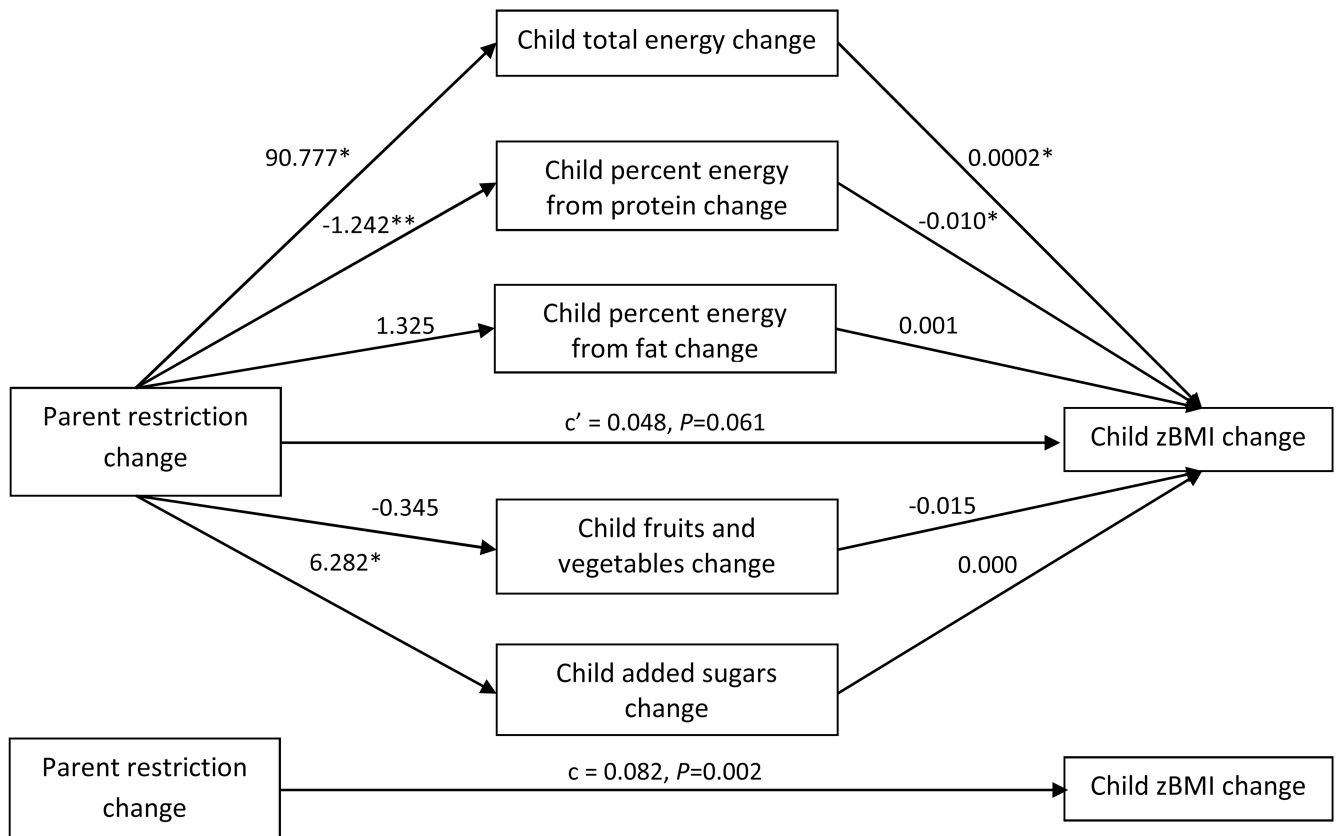 Child total energy change
90.777*
0.0002*
Child percent energy
from protein change
-1.242**
-0.010*
Child percent energy
from fat change
1.325
0.001
Parent restriction
change
c’ = 0.048, P=0.061
Child zBMI change
-0.345
-0.015
Child fruits and
vegetables change
6.282*
0.000
Child added sugars
change
Parent restriction
change
c = 0.082, P=0.002
Child zBMI change